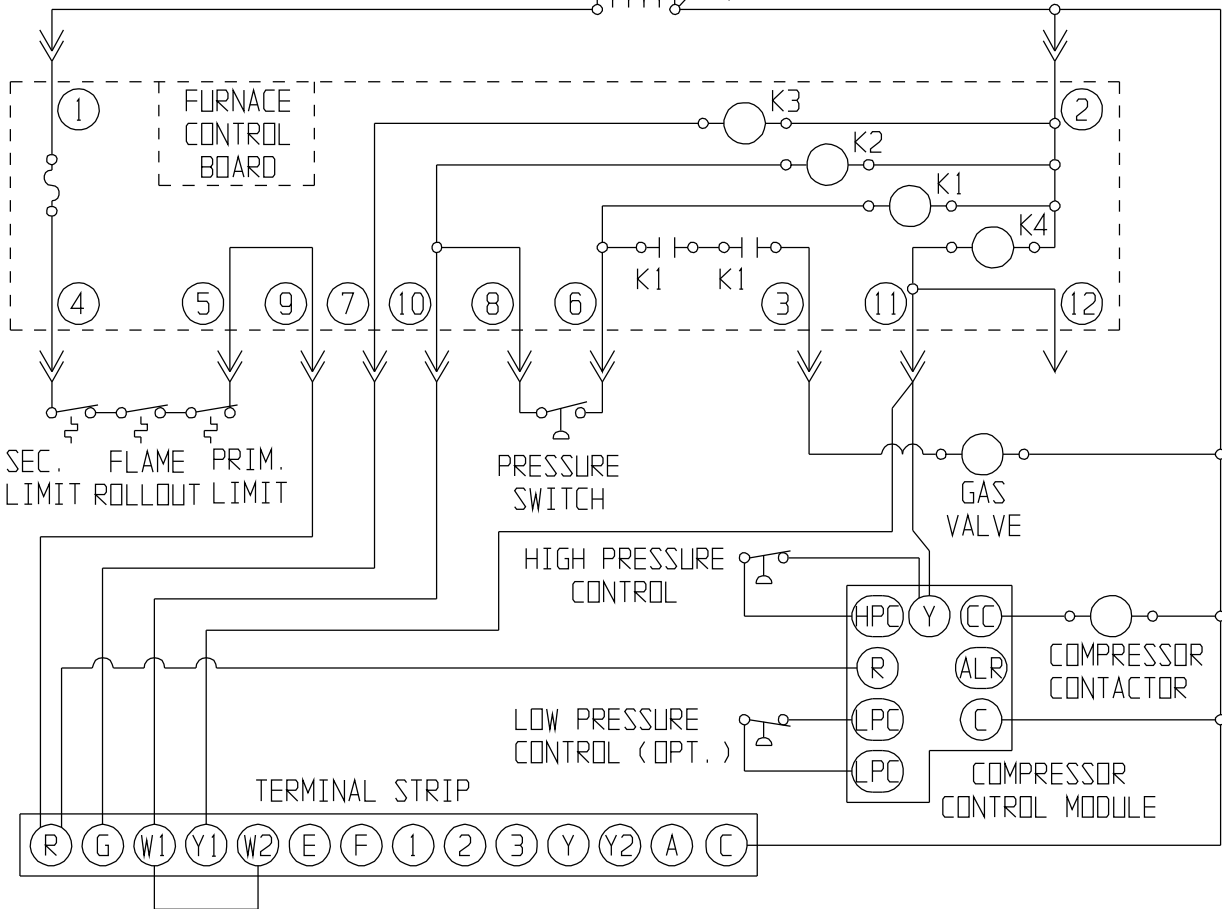 1
FURNACE
CONTROL
BOARD
K3
2
K2
K1
K4
K1
K1
4
5
9
7
10
8
6
3
11
12
SEC.
LIMIT
FLAME
ROLLOUT
PRIM.
LIMIT
PRESSURE
SWITCH
GAS
VALVE
HIGH PRESSURE
CONTROL
HPC
Y
CC
R
ALR
COMPRESSOR
CONTACTOR
LOW PRESSURE
CONTROL (OPT.)
LPC
C
LPC
COMPRESSOR
CONTROL MODULE
TERMINAL STRIP
R G W1 Y1 W2 E F 1 2 3 Y Y2 A C